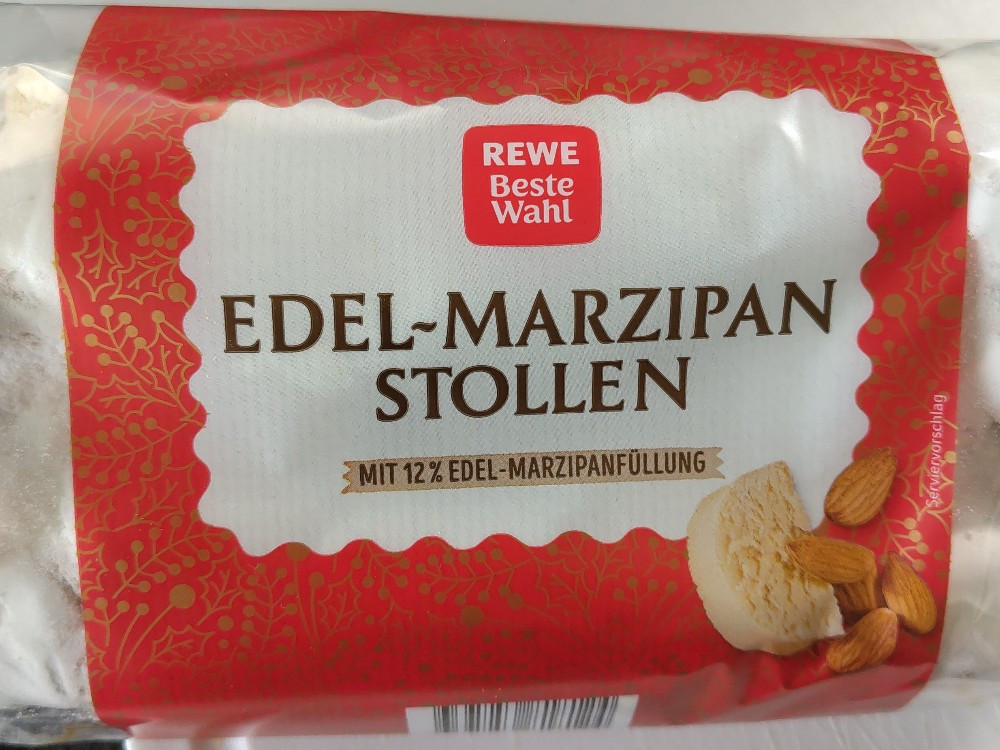 REWE
Beste
Wahl
EDEL-MARZIPAN
STOLLEN
MIT 12% EDEL-MARZIPANFÜLLUNG
Serviervorschlag